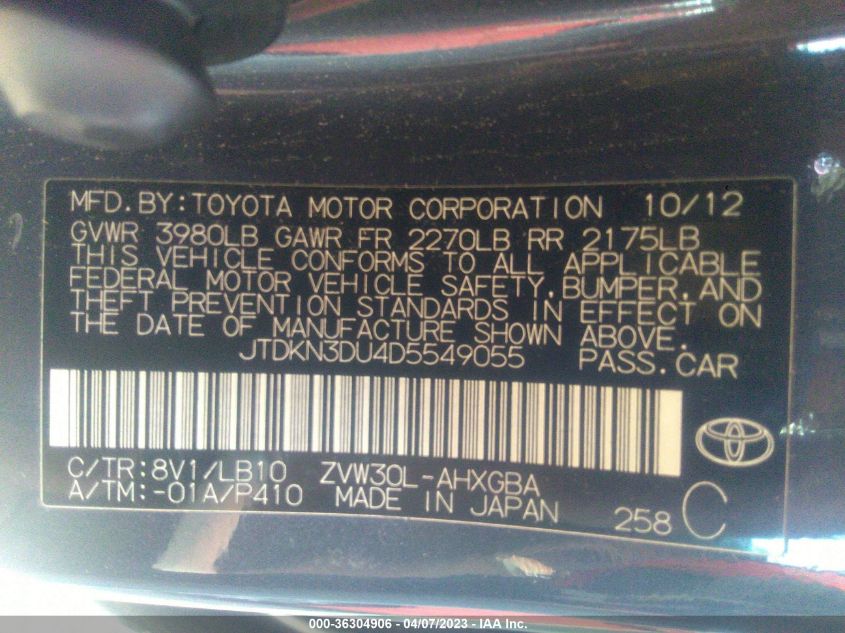 MFD.BY:TOYOTA MOTOR CORPORATION 10/12
GVWR 3980LB GAWR FR 2270LB RR 2175LB
THIS VEHICLE CONFORMS TO ALL APPLICABLE
FEDERAL MOTOR VEHICLE SAFETY,BUMPER,AND
THEFT PREVENTION STANDARDS IN EFFECT ON
THE DATE OF MANUFACTURE SHOWN ABOVE.
JTDKN3DU4D5549055 PASS.CAR
C/TR:8V1/LB10 ZVW30L-AHXGBA
A/TM:-01A/P410 MADE IN JAPAN 258 C
000-36304906 - 04/07/2023 - IAA Inc.